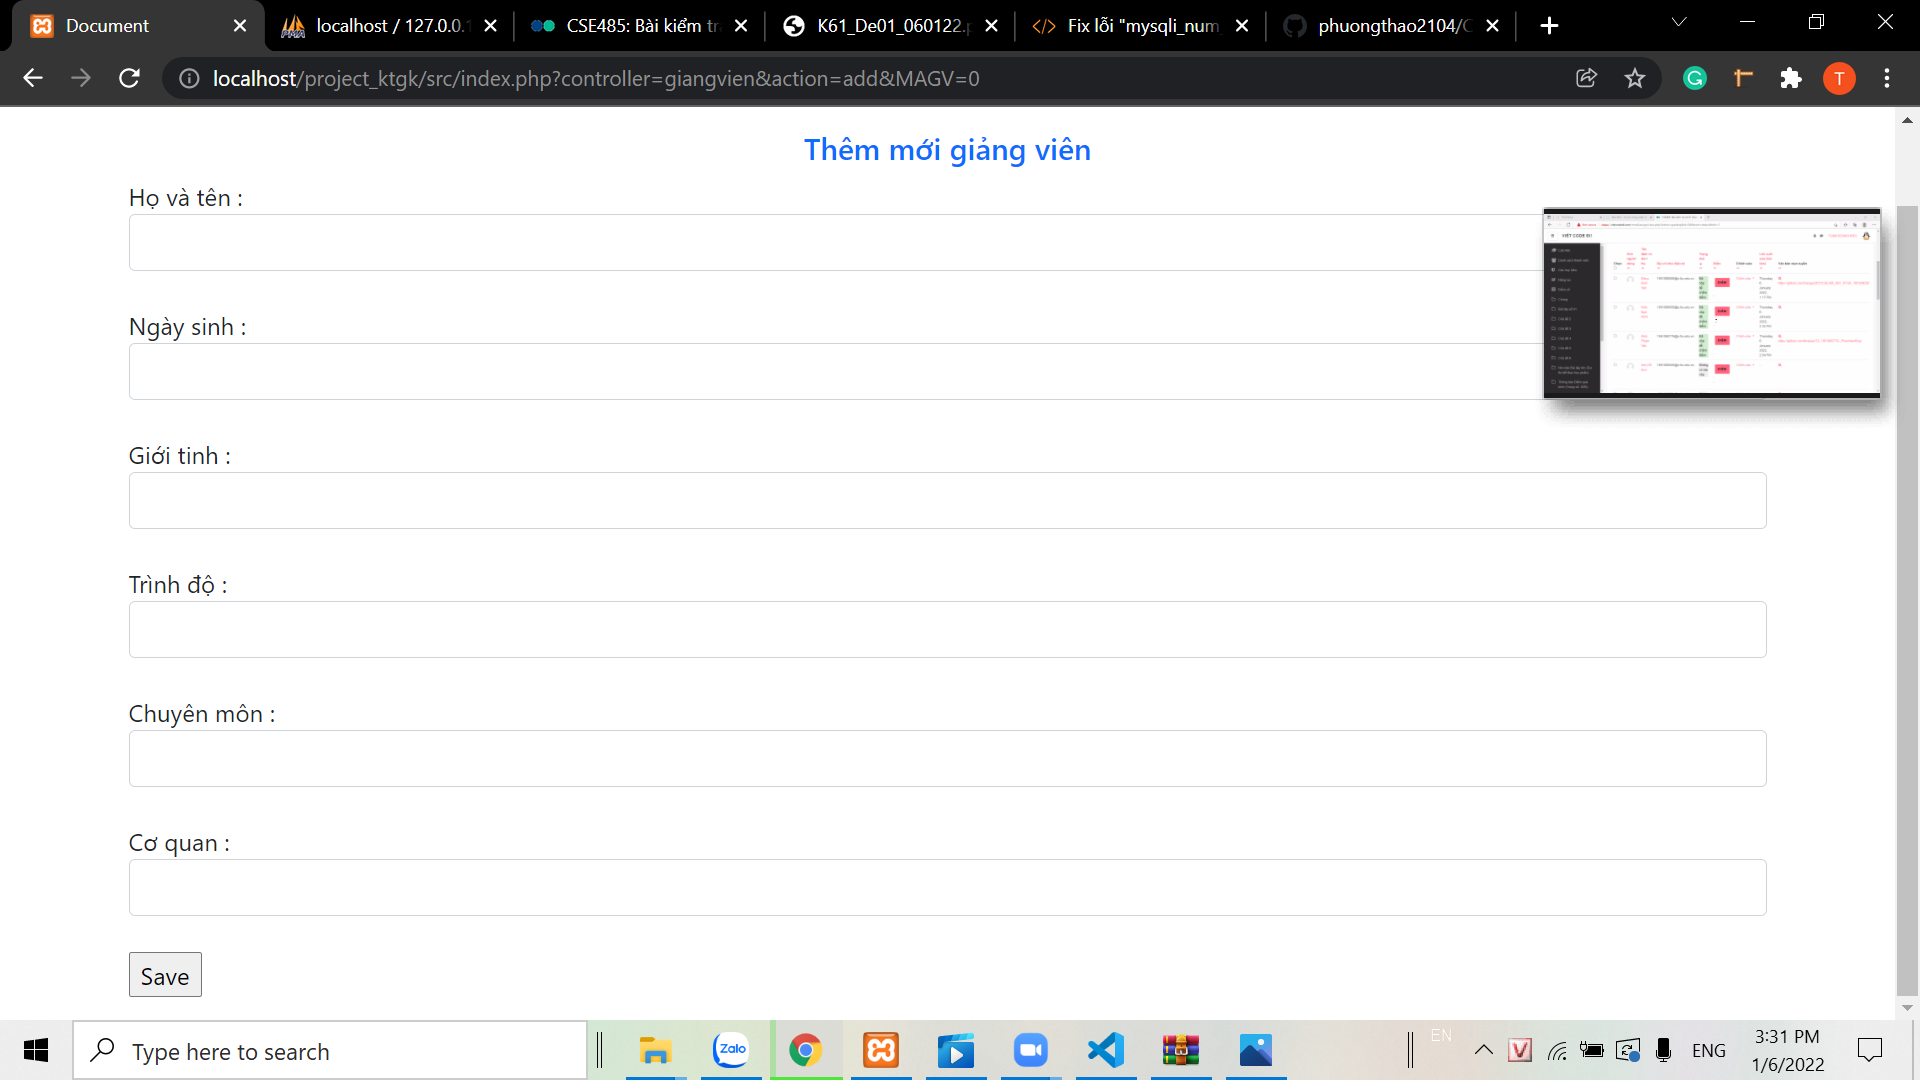 Document
localhost / 127.0.0.1
CSE485: Bài kiểm tr
K61_De01_060122.p
Fix lỗi "mysqli_num_
phuongthao2104/C
localhost/project_ktgk/src/index.php?controller=giangvien&action=add&MAGV=0
T
Thêm mới giảng viên
Họ và tên :
Ngày sinh :
Giới tinh :
Trình độ :
Chuyên môn :
Cơ quan :
Save
Type here to search
Zalo
EN
ENG
3:31 PM
1/6/2022